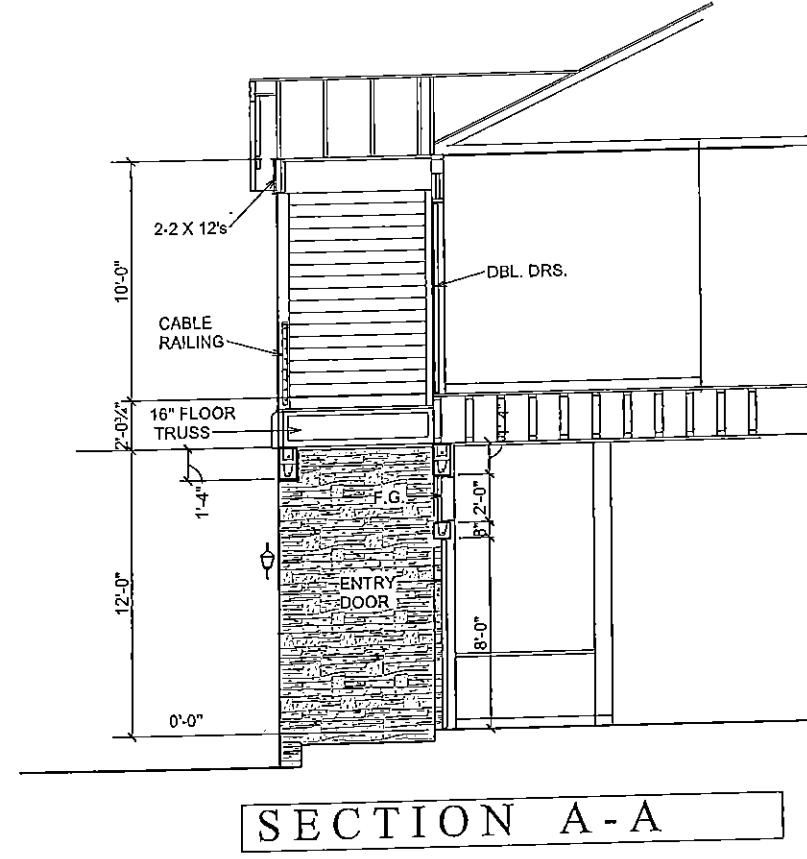 2-2 X 12's
10'-0"
DBL. DRS.
CABLE
RAILING
2'-0¾"
16" FLOOR
TRUSS
1'-4"
F.G.
2'-0"
8"
12'-0"
ENTRY
DOOR
8'-0"
0'-0"
SECTION A-A